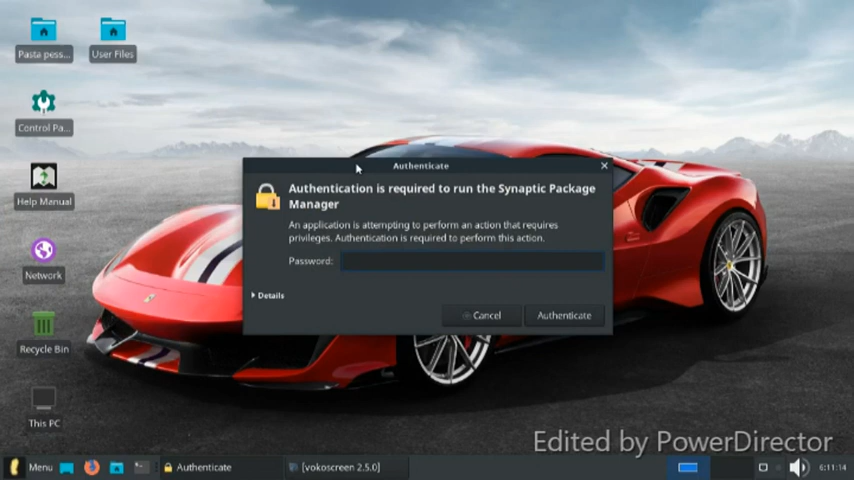 Pasta pess...
User Files
Control Pa...
Help Manual
Network
Recycle Bin
This PC
Authenticate
Authentication is required to run the Synaptic Package
Manager
An application is attempting to perform an action that requires
privileges. Authentication is required to perform this action.
Password:
Details
Cancel
Authenticate
Edited by PowerDirector
Menu
Authenticate
[vokoscreen 2.5.0]
6:11:14